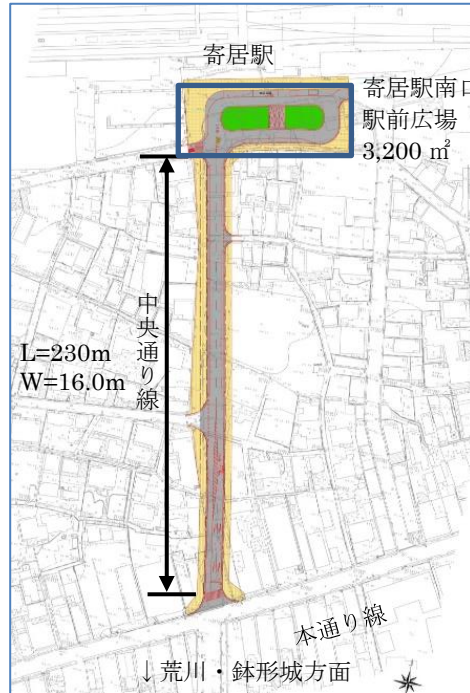 寄居駅
寄居駅南口
駅前広場
3,200 ㎡
中央通り線
L=230m
W=16.0m
本通り線
↓荒川・鉢形城方面